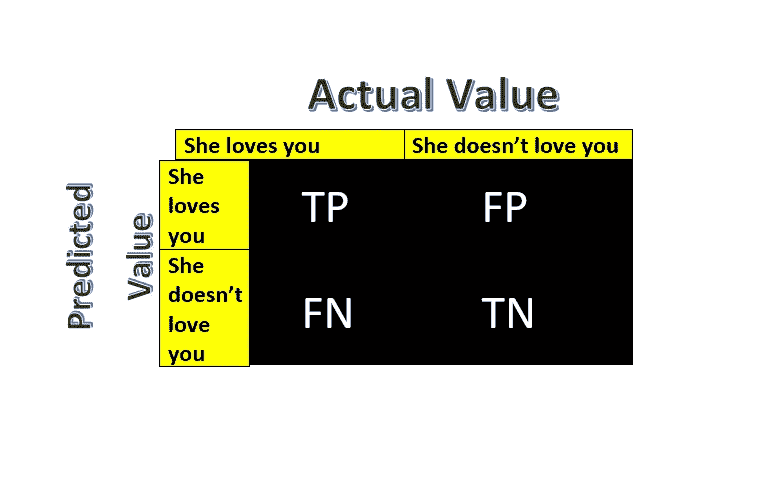 Actual Value
She loves you
She doesn't love you
Predicted
Value
She
loves
you
TP
FP
She
doesn't
love
you
FN
TN